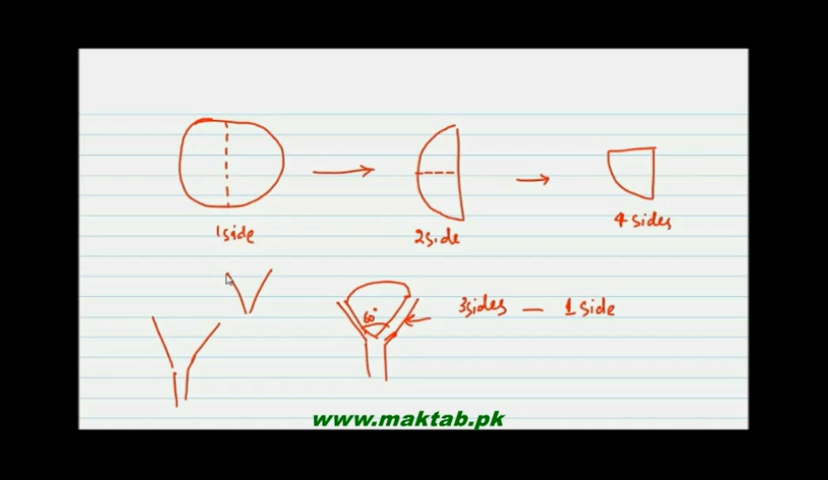 1side
2side
4 sides
60°
3sides — 1 side
www.maktab.pk